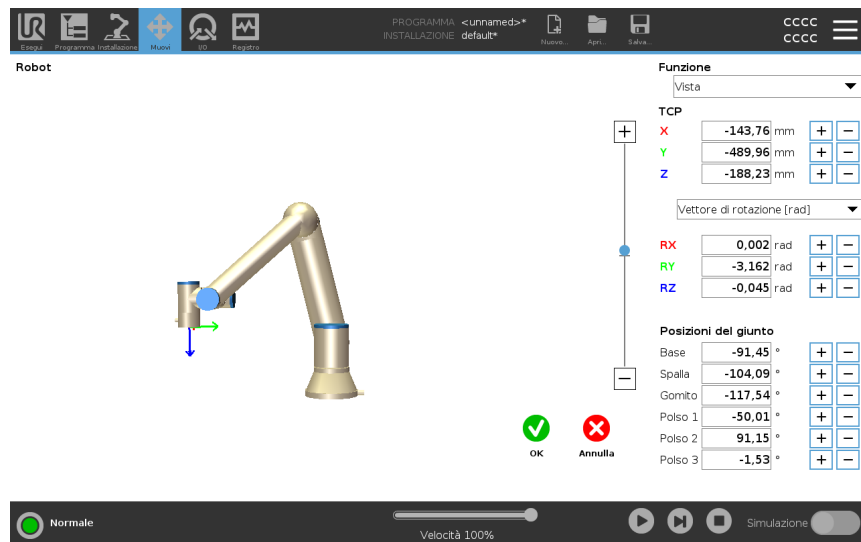 PROGRAMMA <unnamed>*
INSTALLAZIONE default*
CCCC
CCCC
Esegui Programma Installazione Muovi I/O Registro
Nuovo... Apri... Salva...
Robot
Funzione
Vista
TCP
X -143,76 mm + −
Y -489,96 mm + −
Z -188,23 mm + −
Vettore di rotazione [rad]
RX 0,002 rad + −
RY -3,162 rad + −
RZ -0,045 rad + −
Posizioni del giunto
Base -91,45 ° + −
Spalla -104,09 ° + −
Gomito -117,54 ° + −
Polso 1 -50,01 ° + −
Polso 2 91,15 ° + −
Polso 3 -1,53 ° + −
OK Annulla
Normale
Velocità 100%
Simulazione